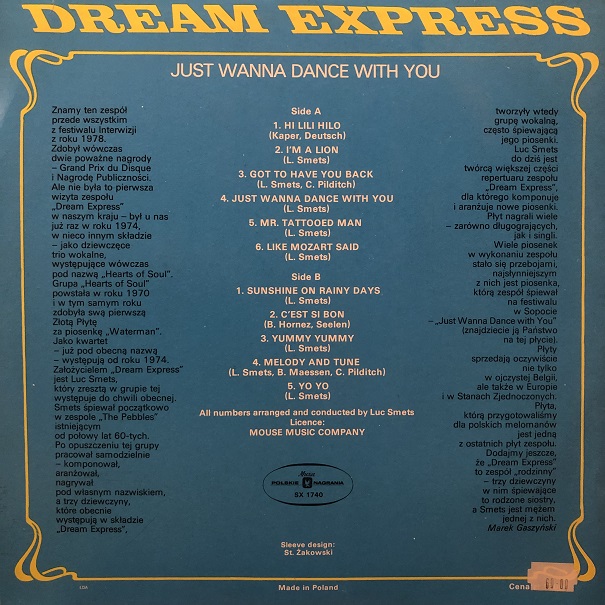 DREAM EXPRESS
JUST WANNA DANCE WITH YOU
Znamy ten zespół
przede wszystkim
z festiwalu Interwizji
z roku 1978.
Zdobył wówczas
dwie poważne nagrody
– Grand Prix du Disque
i Nagrodę Publiczności.
Ale nie była to pierwsza
wizyta zespołu
„Dream Express”
w naszym kraju – był u nas
już raz w roku 1974,
w nieco innym składzie
– jako dziewczęce
trio wokalne,
występujące wówczas
pod nazwą „Hearts of Soul”.
Grupa „Hearts of Soul”
powstała w roku 1970
i w tym samym roku
zdobyła swą pierwszą
Złotą Płytę
za piosenkę „Waterman”.
Jako kwartet
– już pod obecną nazwą
– występują od roku 1974.
Założycielem „Dream Express”
jest Luc Smets,
który zresztą w grupie tej
występuje do chwili obecnej.
Smets śpiewał początkowo
w zespole „The Pebbles”
istniejącym
od połowy lat 60-tych.
Po opuszczeniu tej grupy
pracował samodzielnie
– komponował,
aranżował,
nagrywał
pod własnym nazwiskiem,
a trzy dziewczyny,
które obecnie
występują w składzie
„Dream Express”,
Side A
1. HI LILI HILO
(Kaper, Deutsch)
2. I'M A LION
(L. Smets)
3. GOT TO HAVE YOU BACK
(L. Smets, C. Pilditch)
4. JUST WANNA DANCE WITH YOU
(L. Smets)
5. MR. TATTOOED MAN
(L. Smets)
6. LIKE MOZART SAID
(L. Smets)
Side B
1. SUNSHINE ON RAINY DAYS
(L. Smets)
2. C'EST SI BON
(B. Hornez, Seelen)
3. YUMMY YUMMY
(L. Smets)
4. MELODY AND TUNE
(L. Smets, B. Maessen, C. Pilditch)
5. YO YO
(L. Smets)
All numbers arranged and conducted by Luc Smets
Licence:
MOUSE MUSIC COMPANY
Muza
POLSKIE NAGRANIA
SX 1740
Sleeve design:
St. Żakowski
tworzyły wtedy
grupę wokalną,
często śpiewającą
jego piosenki.
Luc Smets
do dziś jest
twórcą większej części
repertuaru zespołu
„Dream Express”,
dla którego komponuje
i aranżuje nowe piosenki.
Płyt nagrali wiele
– zarówno długogrających,
jak i singli.
Wiele piosenek
w wykonaniu zespołu
stało się przebojami,
najsłynniejszym
z nich jest piosenka,
którą zespół śpiewał
na festiwalu
w Sopocie
– „Just Wanna Dance with You”
(znajdziecie ją Państwo
na tej płycie).
Płyty
sprzedają oczywiście
nie tylko
w ojczystej Belgii,
ale także w Europie
i w Stanach Zjednoczonych.
Płyta,
którą przygotowaliśmy
dla polskich melomanów
jest jedną
z ostatnich płyt zespołu.
Dodajmy jeszcze,
że „Dream Express”
to zespół „rodzinny”
– trzy dziewczyny
w nim śpiewające
to rodzone siostry,
a Smets jest mężem
jednej z nich.
Marek Gaszyński
Made in Poland
Cena